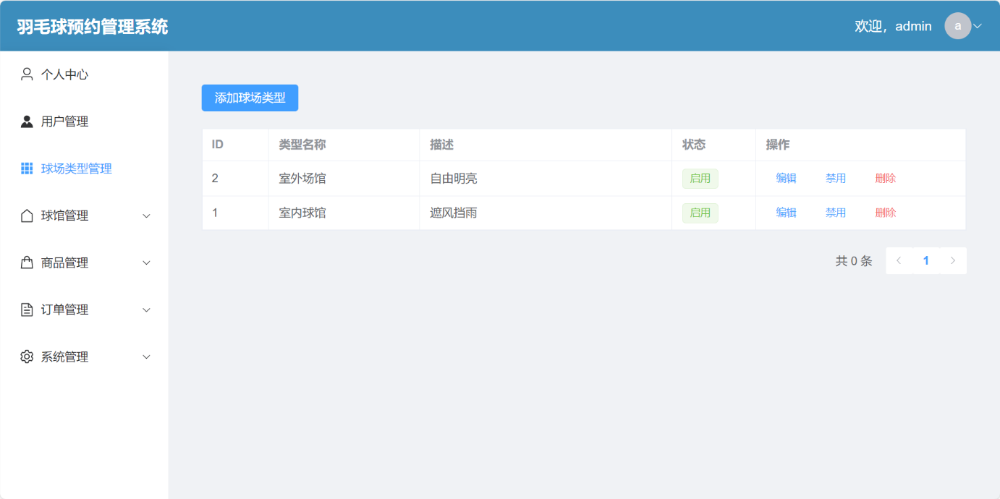 羽毛球预约管理系统
欢迎，admin
a
个人中心
用户管理
球场类型管理
球馆管理
商品管理
订单管理
系统管理
添加球场类型
ID 类型名称 描述 状态 操作
2 室外场馆 自由明亮 启用 编辑 禁用 删除
1 室内球馆 遮风挡雨 启用 编辑 禁用 删除
共 0 条 1